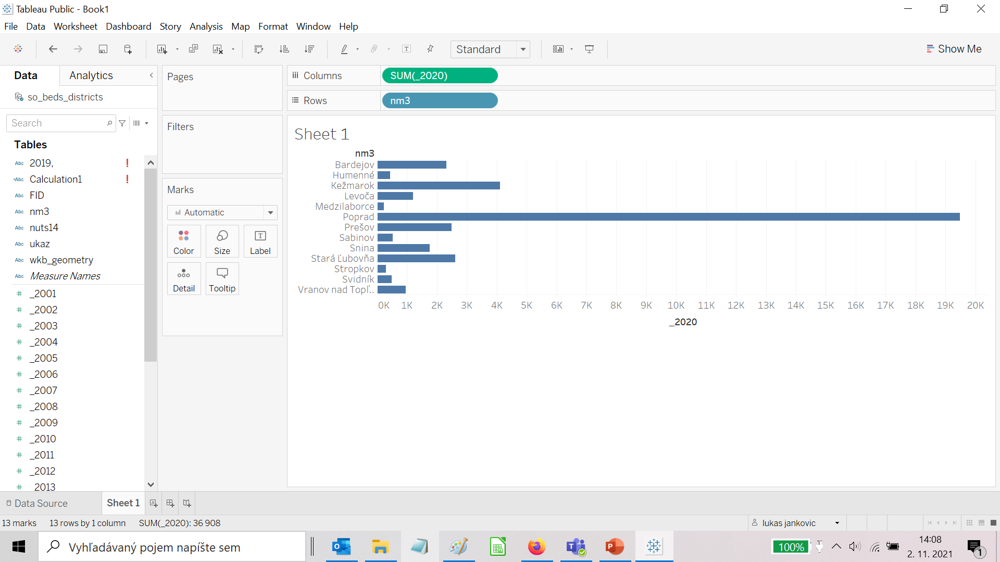 Tableau Public - Book1
File Data Worksheet Dashboard Story Analysis Map Format Window Help
Standard
Show Me
Data Analytics
so_beds_districts
Search
Tables
Abc 2019,
=Abc Calculation1
Abc FID
Abc nm3
Abc nuts14
Abc ukaz
Abc wkb_geometry
Abc Measure Names
# _2001
# _2002
# _2003
# _2004
# _2005
# _2006
# _2007
# _2008
# _2009
# _2010
# _2011
# _2012
# _2013
Pages
Filters
Marks
Automatic
Color Size Label
Detail Tooltip
Columns SUM(_2020)
Rows nm3
Sheet 1
nm3
Bardejov
Humenné
Kežmarok
Levoča
Medzilaborce
Poprad
Prešov
Sabinov
Snina
Stará Ľubovňa
Stropkov
Svidník
Vranov nad Topľ..
0K 1K 2K 3K 4K 5K 6K 7K 8K 9K 10K 11K 12K 13K 14K 15K 16K 17K 18K 19K 20K
_2020
Data Source Sheet 1
13 marks 13 rows by 1 column SUM(_2020): 36 908
lukas jankovic
Vyhľadávaný pojem napíšte sem
100%
14:08
2. 11. 2021
1